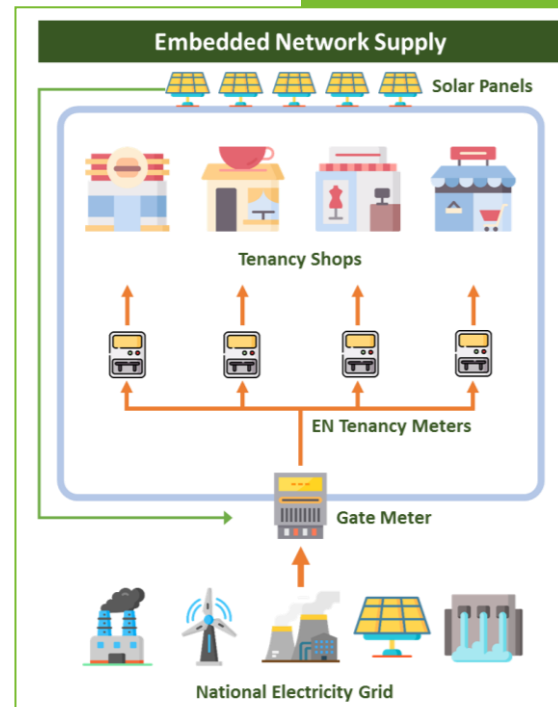 Embedded Network Supply
Solar Panels
Tenancy Shops
EN Tenancy Meters
Gate Meter
National Electricity Grid